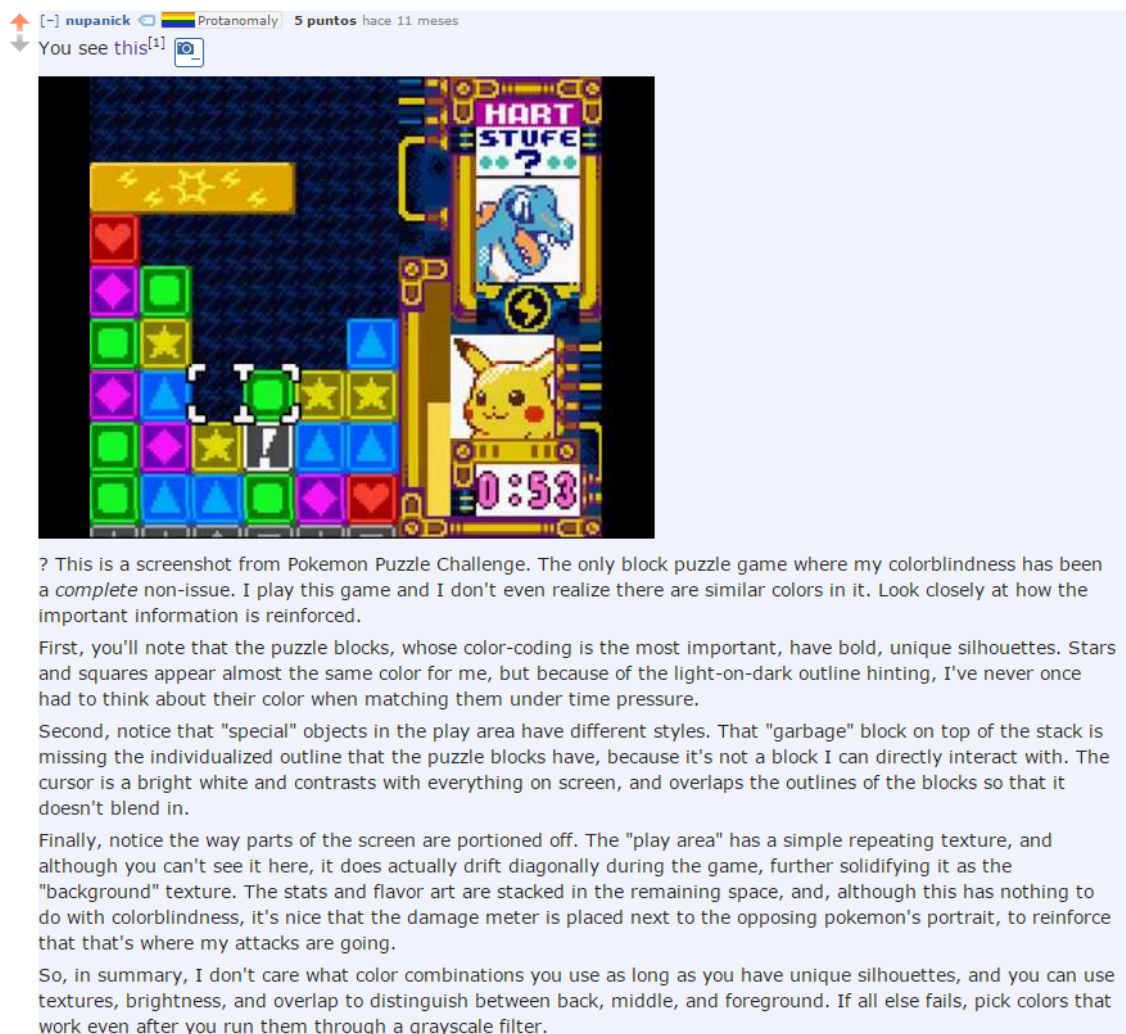 [–] nupanick Protanomaly 5 puntos hace 11 meses
You see this[1]
HART
STUFE
?
0:53
? This is a screenshot from Pokemon Puzzle Challenge. The only block puzzle game where my colorblindness has been
a complete non-issue. I play this game and I don't even realize there are similar colors in it. Look closely at how the
important information is reinforced.
First, you'll note that the puzzle blocks, whose color-coding is the most important, have bold, unique silhouettes. Stars
and squares appear almost the same color for me, but because of the light-on-dark outline hinting, I've never once
had to think about their color when matching them under time pressure.
Second, notice that "special" objects in the play area have different styles. That "garbage" block on top of the stack is
missing the individualized outline that the puzzle blocks have, because it's not a block I can directly interact with. The
cursor is a bright white and contrasts with everything on screen, and overlaps the outlines of the blocks so that it
doesn't blend in.
Finally, notice the way parts of the screen are portioned off. The "play area" has a simple repeating texture, and
although you can't see it here, it does actually drift diagonally during the game, further solidifying it as the
"background" texture. The stats and flavor art are stacked in the remaining space, and, although this has nothing to
do with colorblindness, it's nice that the damage meter is placed next to the opposing pokemon's portrait, to reinforce
that that's where my attacks are going.
So, in summary, I don't care what color combinations you use as long as you have unique silhouettes, and you can use
textures, brightness, and overlap to distinguish between back, middle, and foreground. If all else fails, pick colors that
work even after you run them through a grayscale filter.